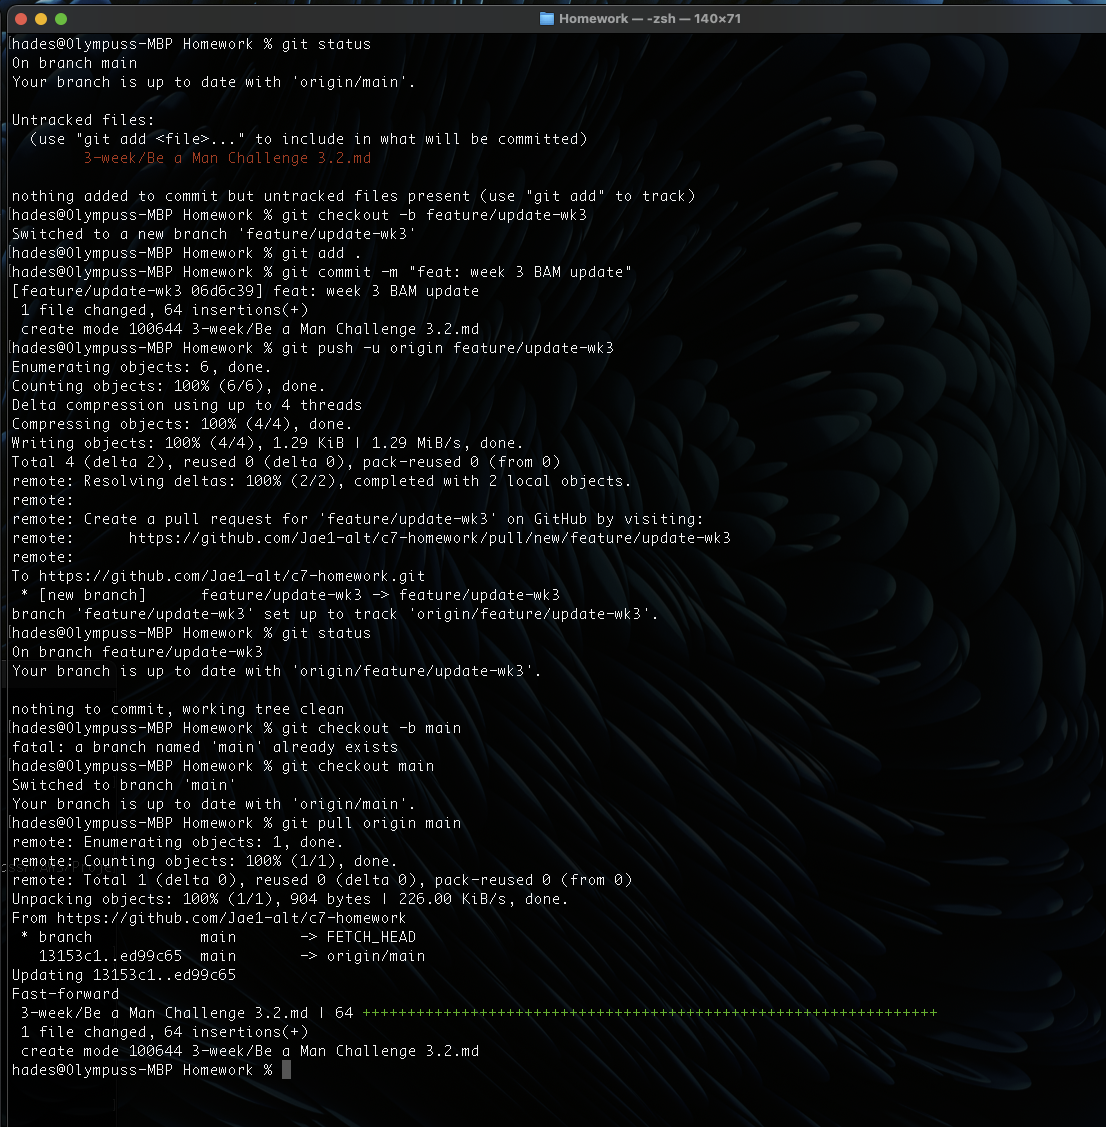 Homework — -zsh — 140×71
hades@Olympuss-MBP Homework % git status
On branch main
Your branch is up to date with 'origin/main'.
Untracked files:
  (use "git add <file>..." to include in what will be committed)
        3-week/Be a Man Challenge 3.2.md
nothing added to commit but untracked files present (use "git add" to track)
hades@Olympuss-MBP Homework % git checkout -b feature/update-wk3
Switched to a new branch 'feature/update-wk3'
hades@Olympuss-MBP Homework % git add .
hades@Olympuss-MBP Homework % git commit -m "feat: week 3 BAM update"
[feature/update-wk3 06d6c39] feat: week 3 BAM update
 1 file changed, 64 insertions(+)
 create mode 100644 3-week/Be a Man Challenge 3.2.md
hades@Olympuss-MBP Homework % git push -u origin feature/update-wk3
Enumerating objects: 6, done.
Counting objects: 100% (6/6), done.
Delta compression using up to 4 threads
Compressing objects: 100% (4/4), done.
Writing objects: 100% (4/4), 1.29 KiB | 1.29 MiB/s, done.
Total 4 (delta 2), reused 0 (delta 0), pack-reused 0 (from 0)
remote: Resolving deltas: 100% (2/2), completed with 2 local objects.
remote:
remote: Create a pull request for 'feature/update-wk3' on GitHub by visiting:
remote:      https://github.com/Jae1-alt/c7-homework/pull/new/feature/update-wk3
remote:
To https://github.com/Jae1-alt/c7-homework.git
 * [new branch]      feature/update-wk3 -> feature/update-wk3
branch 'feature/update-wk3' set up to track 'origin/feature/update-wk3'.
hades@Olympuss-MBP Homework % git status
On branch feature/update-wk3
Your branch is up to date with 'origin/feature/update-wk3'.
nothing to commit, working tree clean
hades@Olympuss-MBP Homework % git checkout -b main
fatal: a branch named 'main' already exists
hades@Olympuss-MBP Homework % git checkout main
Switched to branch 'main'
Your branch is up to date with 'origin/main'.
hades@Olympuss-MBP Homework % git pull origin main
remote: Enumerating objects: 1, done.
remote: Counting objects: 100% (1/1), done.
remote: Total 1 (delta 0), reused 0 (delta 0), pack-reused 0 (from 0)
Unpacking objects: 100% (1/1), 904 bytes | 226.00 KiB/s, done.
From https://github.com/Jae1-alt/c7-homework
 * branch            main       -> FETCH_HEAD
   13153c1..ed99c65  main       -> origin/main
Updating 13153c1..ed99c65
Fast-forward
 3-week/Be a Man Challenge 3.2.md | 64 ++++++++++++++++++++++++++++++++++++++++++++++++++++++++++++++++
 1 file changed, 64 insertions(+)
 create mode 100644 3-week/Be a Man Challenge 3.2.md
hades@Olympuss-MBP Homework %